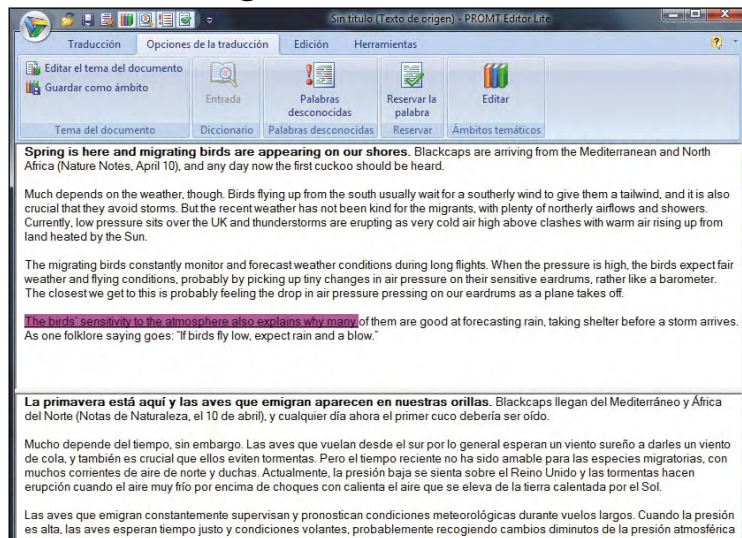 Sin título (Texto de origen) - PROMT Editor Lite
Traducción Opciones de la traducción Edición Herramientas
Editar el tema del documento
Guardar como ámbito
Entrada
Palabras desconocidas
Reservar la palabra
Editar
Tema del documento Diccionario Palabras desconocidas Reservar Ámbitos temáticos
Spring is here and migrating birds are appearing on our shores. Blackcaps are arriving from the Mediterranean and North
Africa (Nature Notes, April 10), and any day now the first cuckoo should be heard.
Much depends on the weather, though. Birds flying up from the south usually wait for a southerly wind to give them a tailwind, and it is also
crucial that they avoid storms. But the recent weather has not been kind for the migrants, with plenty of northerly airflows and showers.
Currently, low pressure sits over the UK and thunderstorms are erupting as very cold air high above clashes with warm air rising up from
land heated by the Sun.
The migrating birds constantly monitor and forecast weather conditions during long flights. When the pressure is high, the birds expect fair
weather and flying conditions, probably by picking up tiny changes in air pressure on their sensitive eardrums, rather like a barometer.
The closest we get to this is probably feeling the drop in air pressure pressing on our eardrums as a plane takes off.
The birds' sensitivity to the atmosphere also explains why many of them are good at forecasting rain, taking shelter before a storm arrives.
As one folklore saying goes: "If birds fly low, expect rain and a blow."
La primavera está aquí y las aves que emigran aparecen en nuestras orillas. Blackcaps llegan del Mediterráneo y África
del Norte (Notas de Naturaleza, el 10 de abril), y cualquier día ahora el primer cuco debería ser oído.
Mucho depende del tiempo, sin embargo. Las aves que vuelan desde el sur por lo general esperan un viento sureño a darles un viento
de cola, y también es crucial que ellos eviten tormentas. Pero el tiempo reciente no ha sido amable para las especies migratorias, con
muchos corrientes de aire de norte y duchas. Actualmente, la presión baja se sienta sobre el Reino Unido y las tormentas hacen
erupción cuando el aire muy frío por encima de choques con calienta el aire que se eleva de la tierra calentada por el Sol.
Las aves que emigran constantemente supervisan y pronostican condiciones meteorológicas durante vuelos largos. Cuando la presión
es alta, las aves esperan tiempo justo y condiciones volantes, probablemente recogiendo cambios diminutos de la presión atmosférica